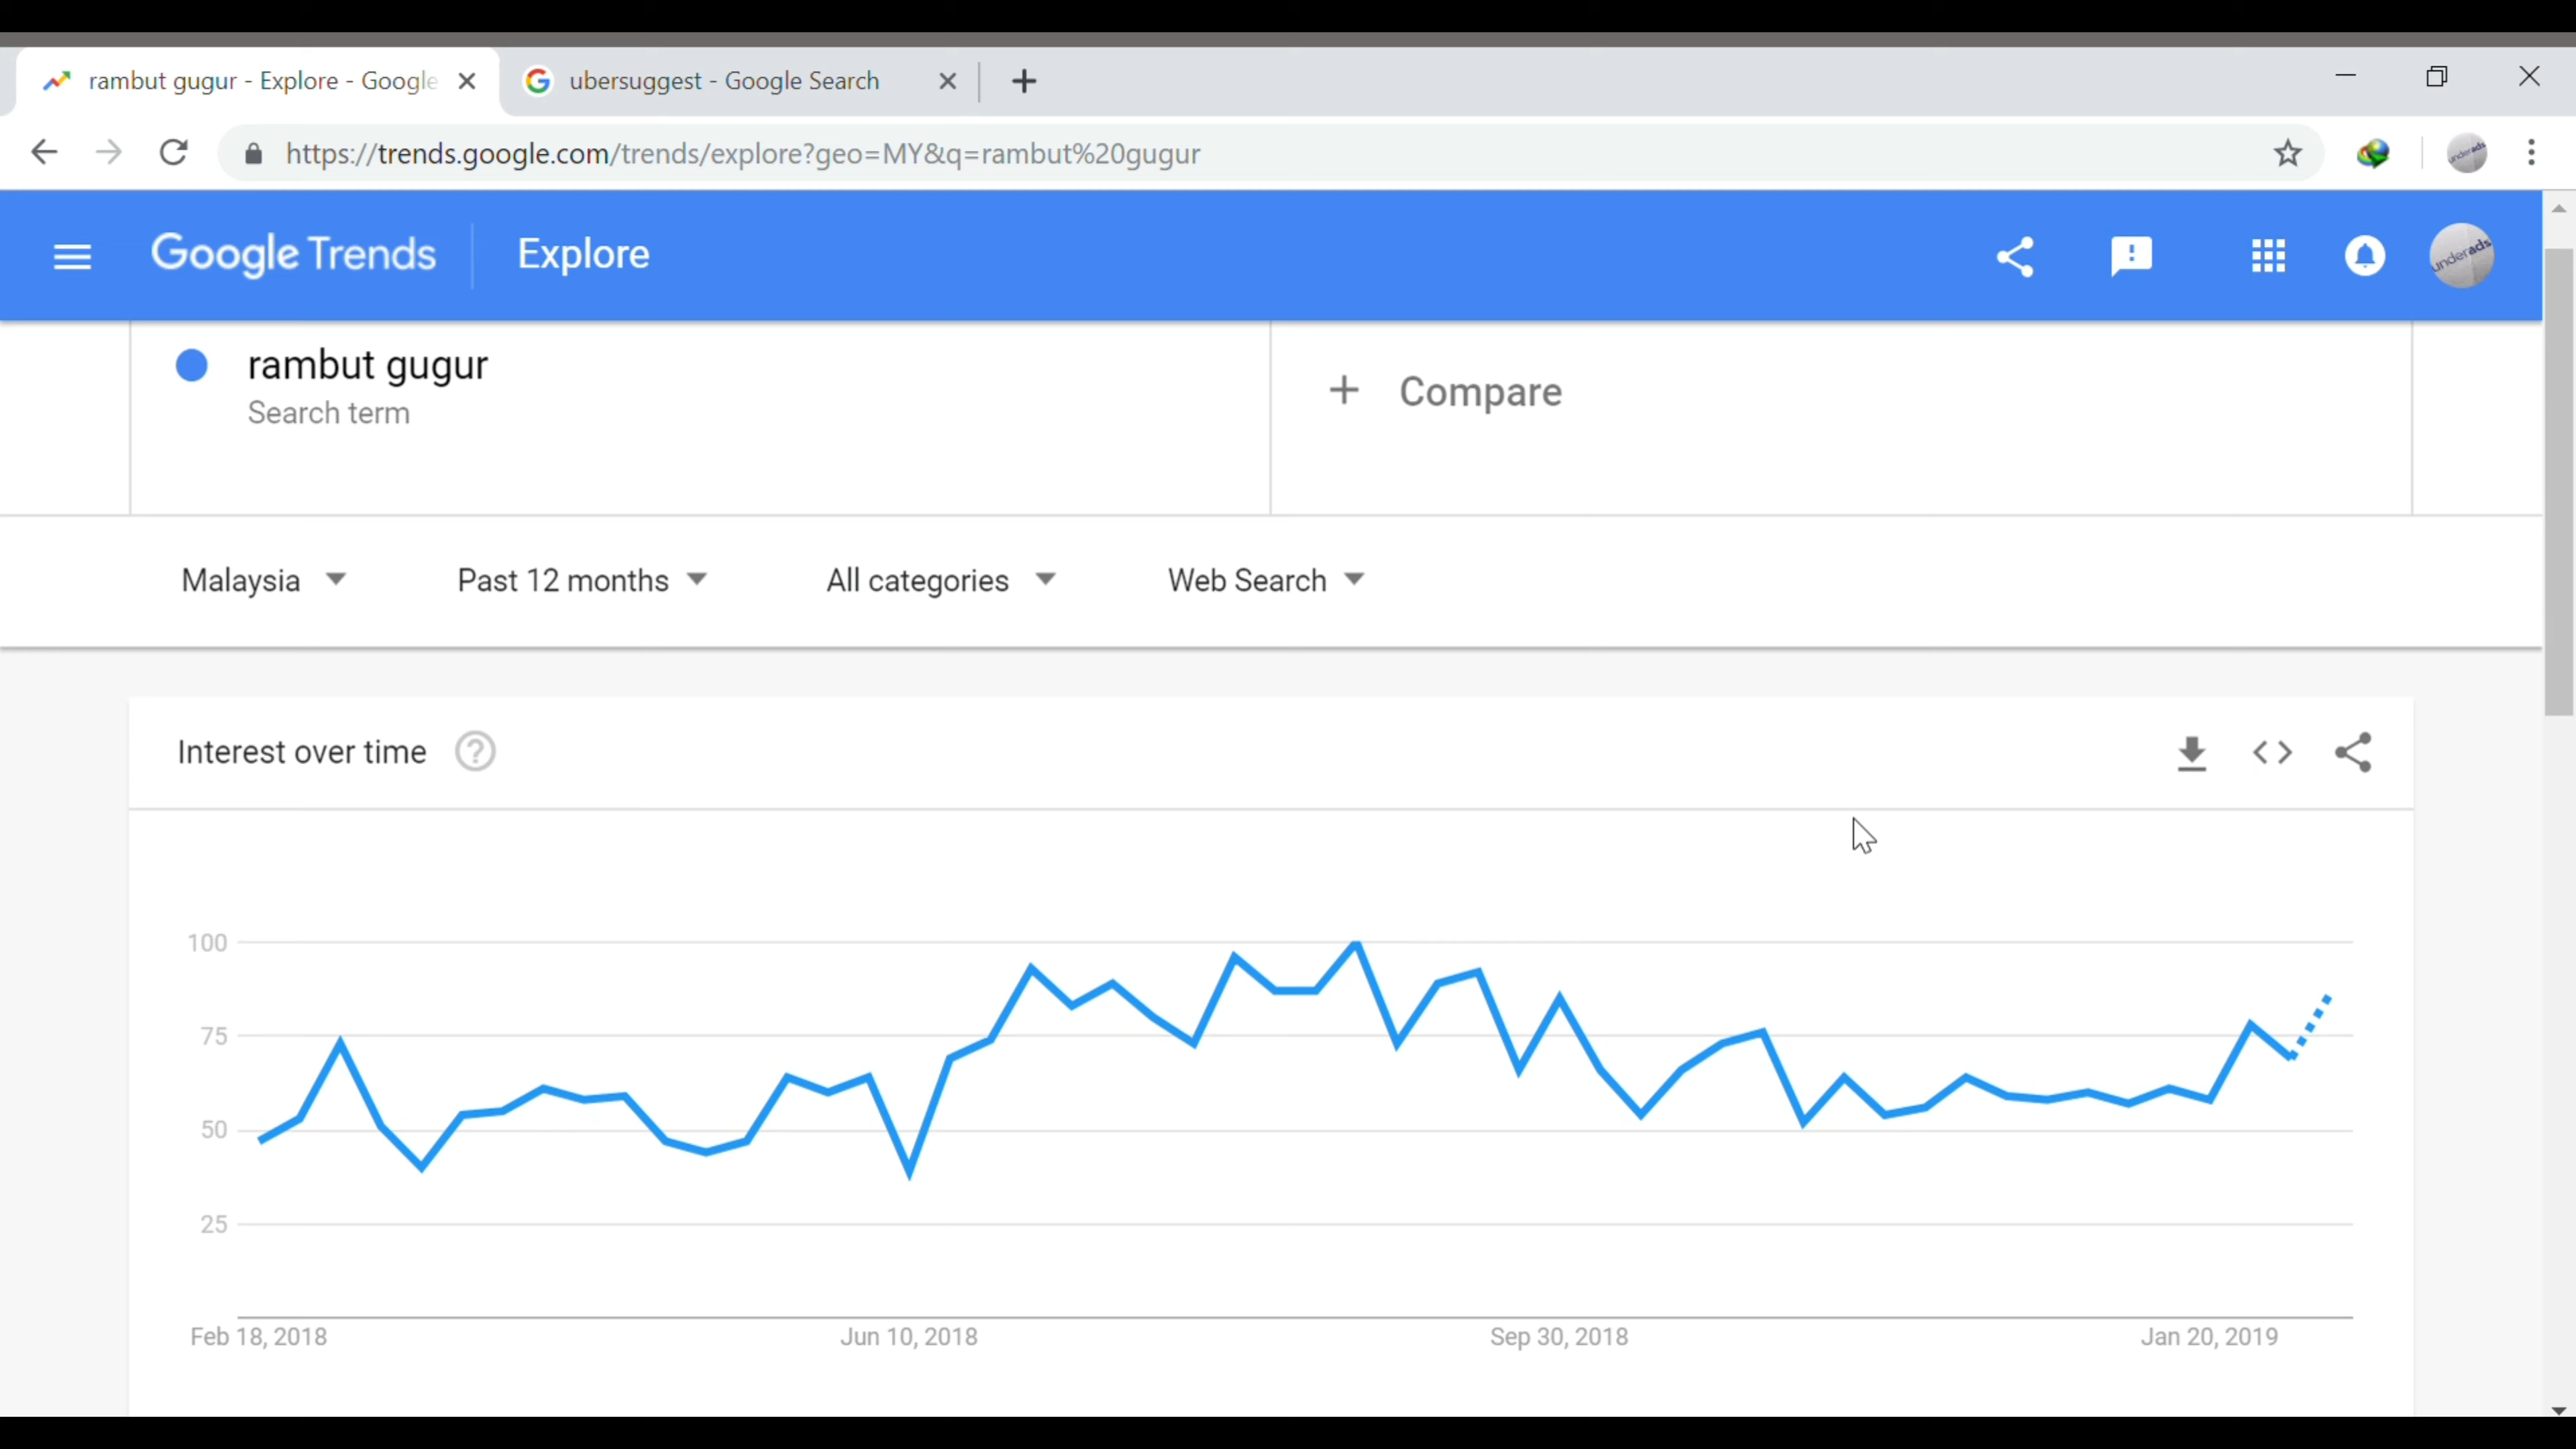 rambut gugur - Explore - Google
ubersuggest - Google Search
https://trends.google.com/trends/explore?geo=MY&q=rambut%20gugur
underads
Google Trends
Explore
underads
rambut gugur
Search term
+ Compare
Malaysia
Past 12 months
All categories
Web Search
Interest over time
100
75
50
25
Feb 18, 2018
Jun 10, 2018
Sep 30, 2018
Jan 20, 2019